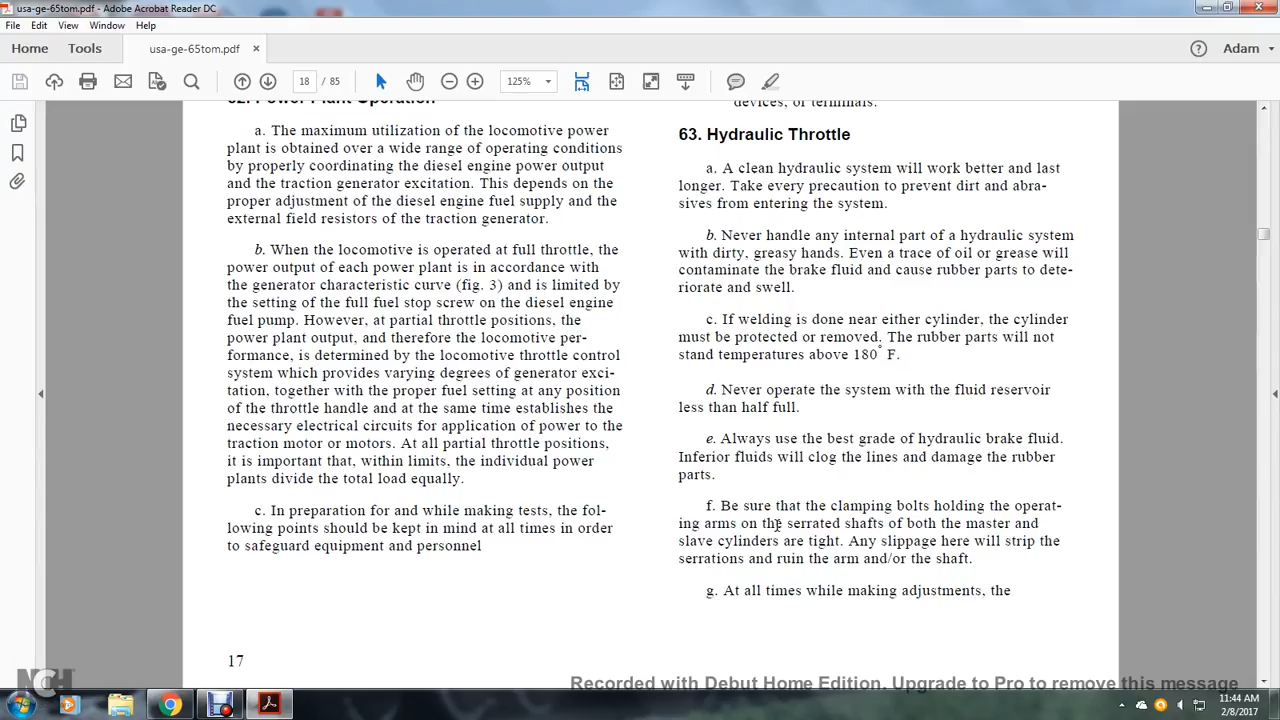 usa-ge-65tom.pdf - Adobe Acrobat Reader DC
File Edit View Window Help
Home Tools usa-ge-65tom.pdf × Adam
18 / 85 125%
62. Power Plant Operation
a. The maximum utilization of the locomotive power
plant is obtained over a wide range of operating conditions
by properly coordinating the diesel engine power output
and the traction generator excitation. This depends on the
proper adjustment of the diesel engine fuel supply and the
external field resistors of the traction generator.
b. When the locomotive is operated at full throttle, the
power output of each power plant is in accordance with
the generator characteristic curve (fig. 3) and is limited by
the setting of the full fuel stop screw on the diesel engine
fuel pump. However, at partial throttle positions, the
power plant output, and therefore the locomotive per-
formance, is determined by the locomotive throttle control
system which provides varying degrees of generator exci-
tation, together with the proper fuel setting at any position
of the throttle handle and at the same time establishes the
necessary electrical circuits for application of power to the
traction motor or motors. At all partial throttle positions,
it is important that, within limits, the individual power
plants divide the total load equally.
c. In preparation for and while making tests, the fol-
lowing points should be kept in mind at all times in order
to safeguard equipment and personnel
17
devices, or terminals.
63. Hydraulic Throttle
a. A clean hydraulic system will work better and last
longer. Take every precaution to prevent dirt and abra-
sives from entering the system.
b. Never handle any internal part of a hydraulic system
with dirty, greasy hands. Even a trace of oil or grease will
contaminate the brake fluid and cause rubber parts to dete-
riorate and swell.
c. If welding is done near either cylinder, the cylinder
must be protected or removed. The rubber parts will not
stand temperatures above 180° F.
d. Never operate the system with the fluid reservoir
less than half full.
e. Always use the best grade of hydraulic brake fluid.
Inferior fluids will clog the lines and damage the rubber
parts.
f. Be sure that the clamping bolts holding the operat-
ing arms on the serrated shafts of both the master and
slave cylinders are tight. Any slippage here will strip the
serrations and ruin the arm and/or the shaft.
g. At all times while making adjustments, the
NCH
Recorded with Debut Home Edition. Upgrade to Pro to remove this message
11:44 AM
2/8/2017